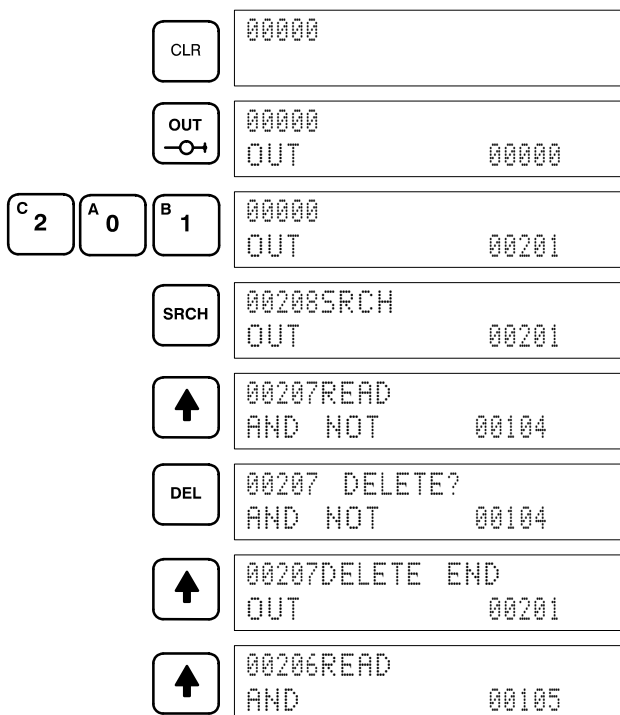 CLR
00000
OUT
00000
OUT 00000
C 2 A 0 B 1
00000
OUT 00201
SRCH
00208SRCH
OUT 00201
00207READ
AND NOT 00104
DEL
00207 DELETE?
AND NOT 00104
00207DELETE END
OUT 00201
00206READ
AND 00105